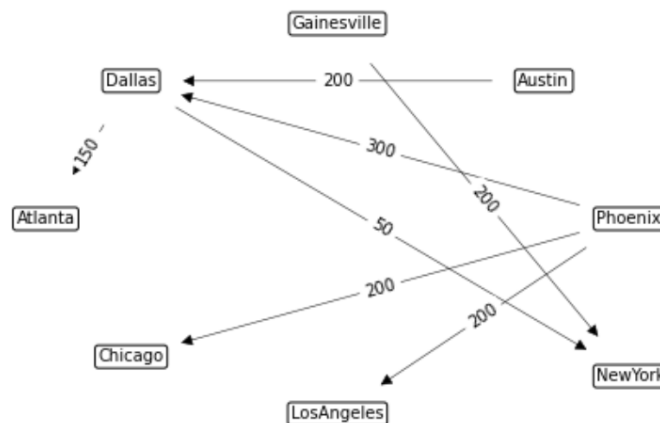 Gainesville
Dallas
200
Austin
150
300
200
Atlanta
50
Phoenix
200
200
Chicago
NewYork
LosAngeles